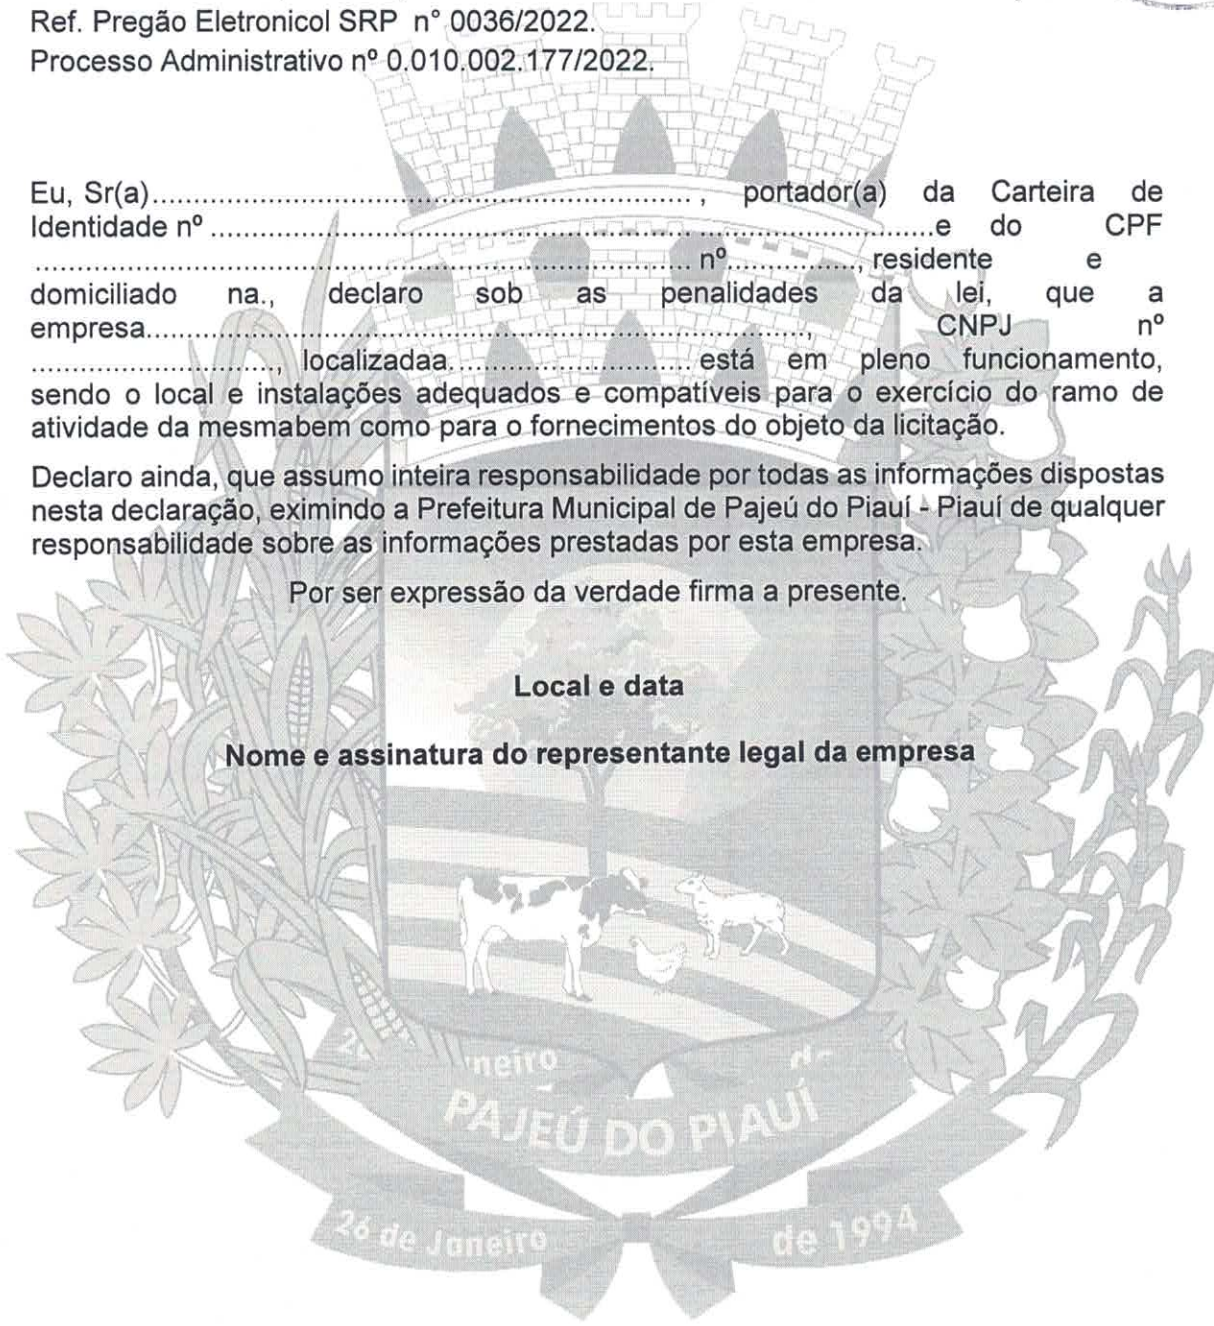 Ref. Pregão Eletronicol SRP n° 0036/2022.
Processo Administrativo nº 0.010.002.177/2022.
Eu, Sr(a)................................................................. , portador(a) da Carteira de
Identidade nº ......................................................... ............................e do CPF
............................................................................... nº..............., residente e
domiciliado na., declaro sob as penalidades da lei, que a
empresa................................................................................, CNPJ nº
............................., localizadaa............................. está em pleno funcionamento,
sendo o local e instalações adequados e compatíveis para o exercício do ramo de
atividade da mesmabem como para o fornecimentos do objeto da licitação.
Declaro ainda, que assumo inteira responsabilidade por todas as informações dispostas
nesta declaração, eximindo a Prefeitura Municipal de Pajeú do Piauí - Piauí de qualquer
responsabilidade sobre as informações prestadas por esta empresa.
Por ser expressão da verdade firma a presente.
Local e data
Nome e assinatura do representante legal da empresa
neiro de
PAJEÚ DO PIAUÍ
26 de Janeiro de 1994